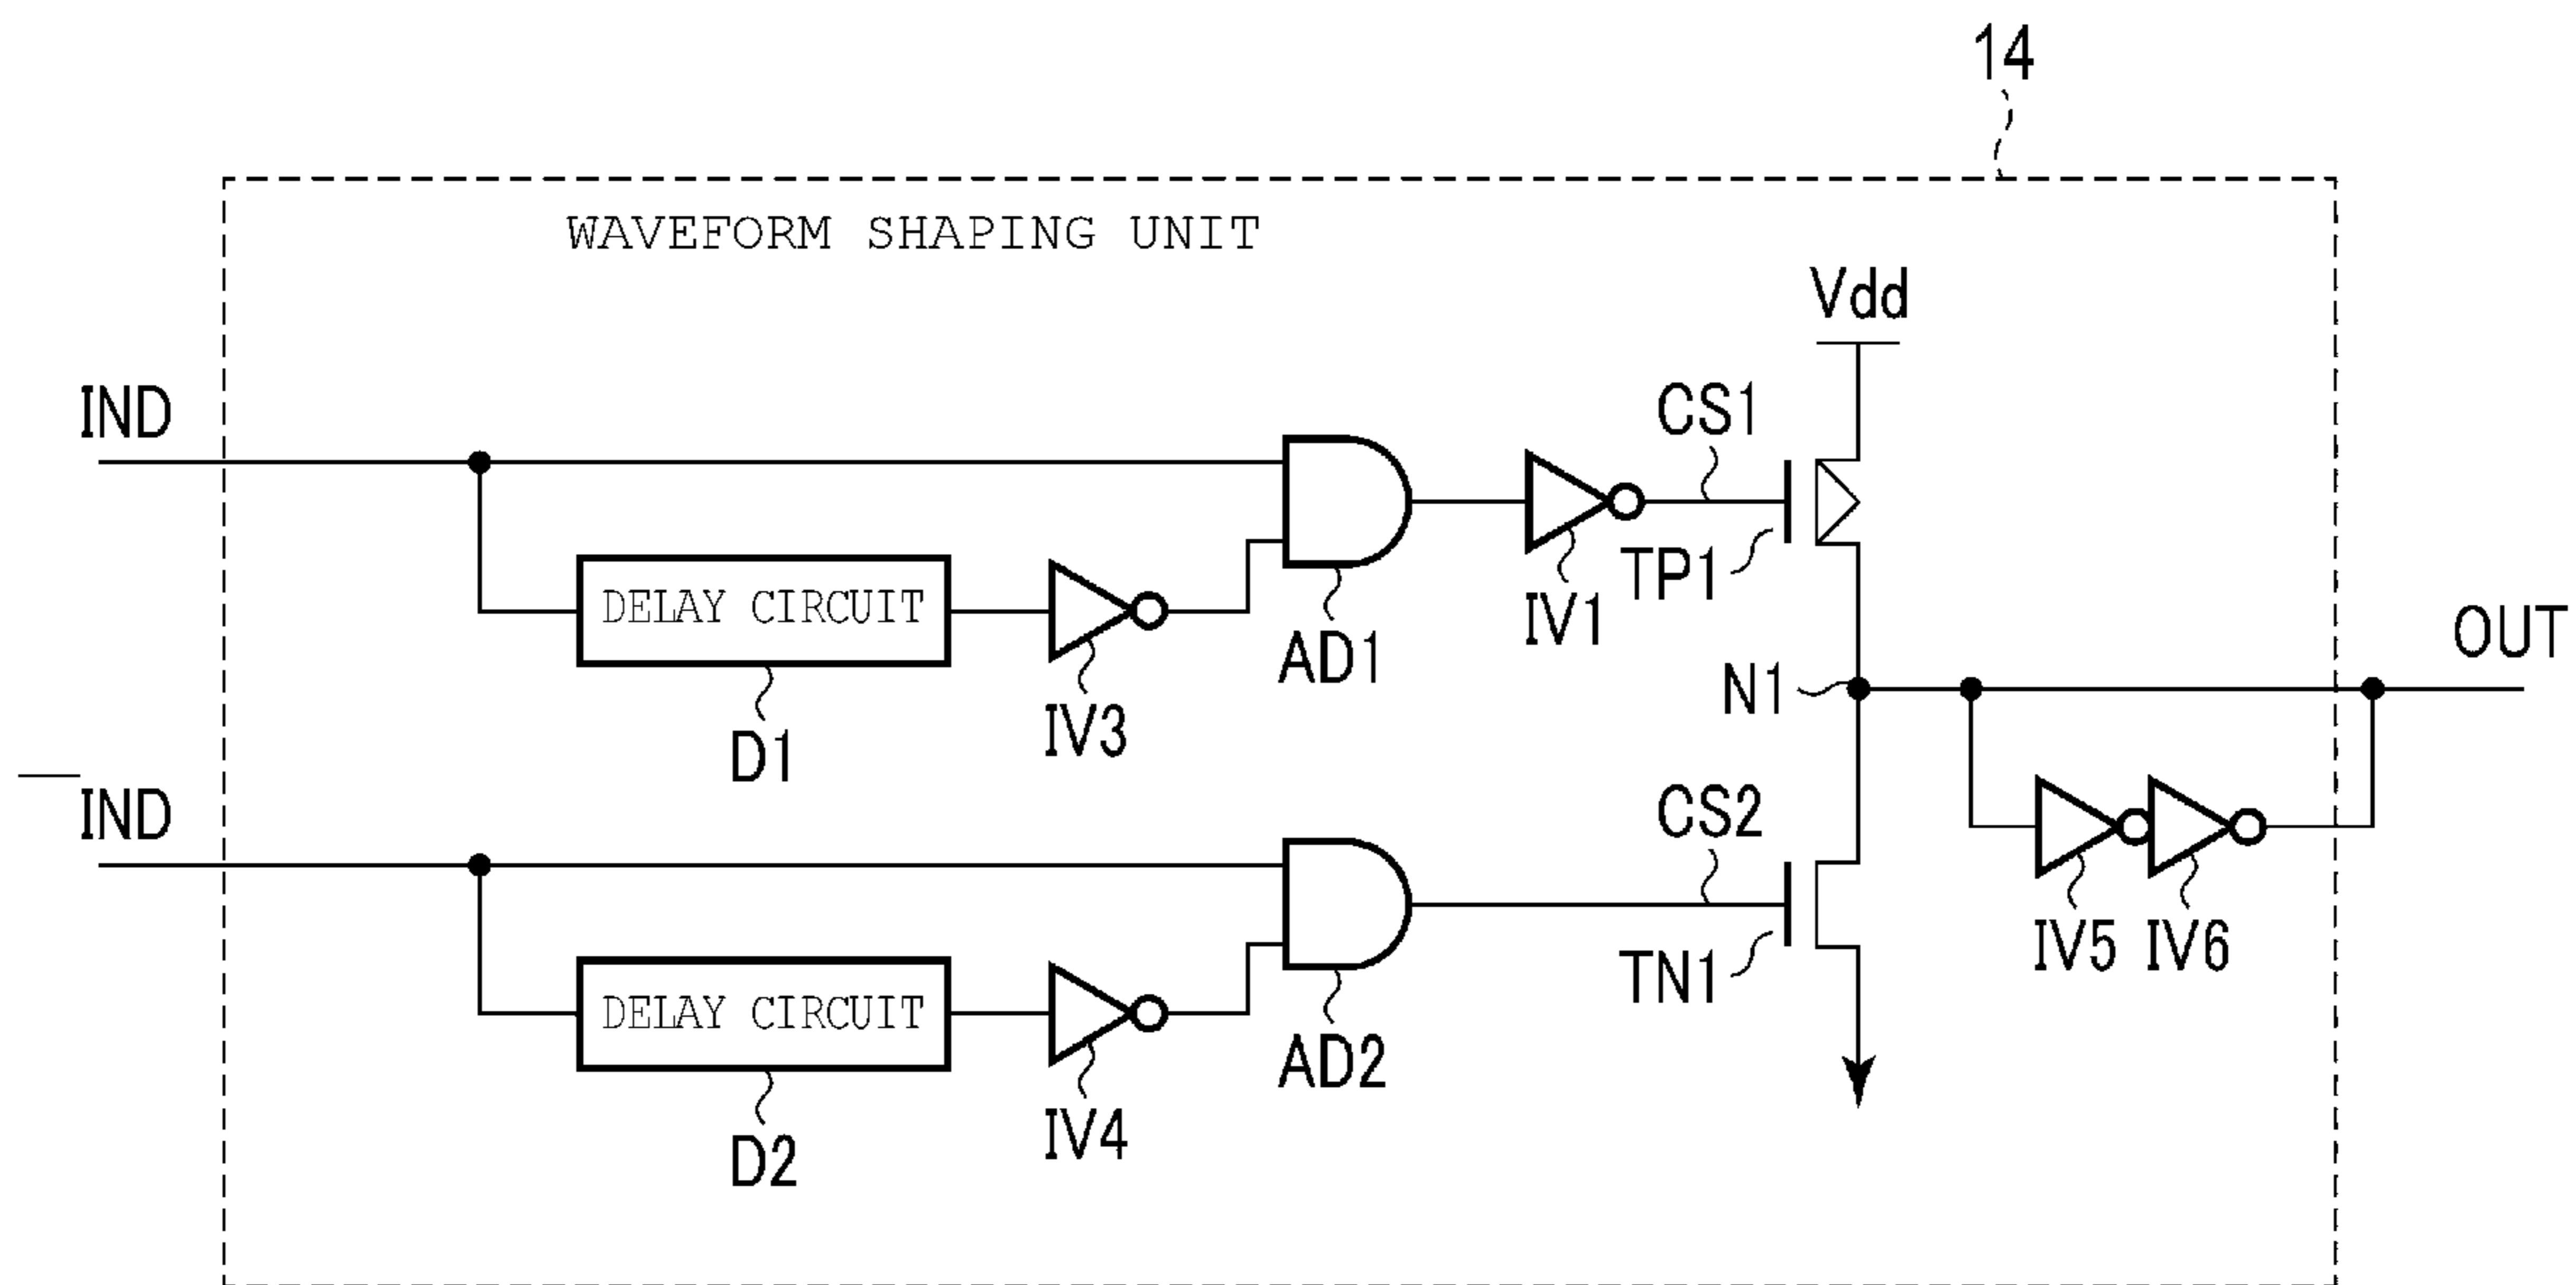 14
WAVEFORM SHAPING UNIT
Vdd
IND
CS1
DELAY CIRCUIT
TP1
IV1
AD1
IV3
D1
N1
OUT
IND
CS2
DELAY CIRCUIT
TN1
IV5 IV6
AD2
IV4
D2